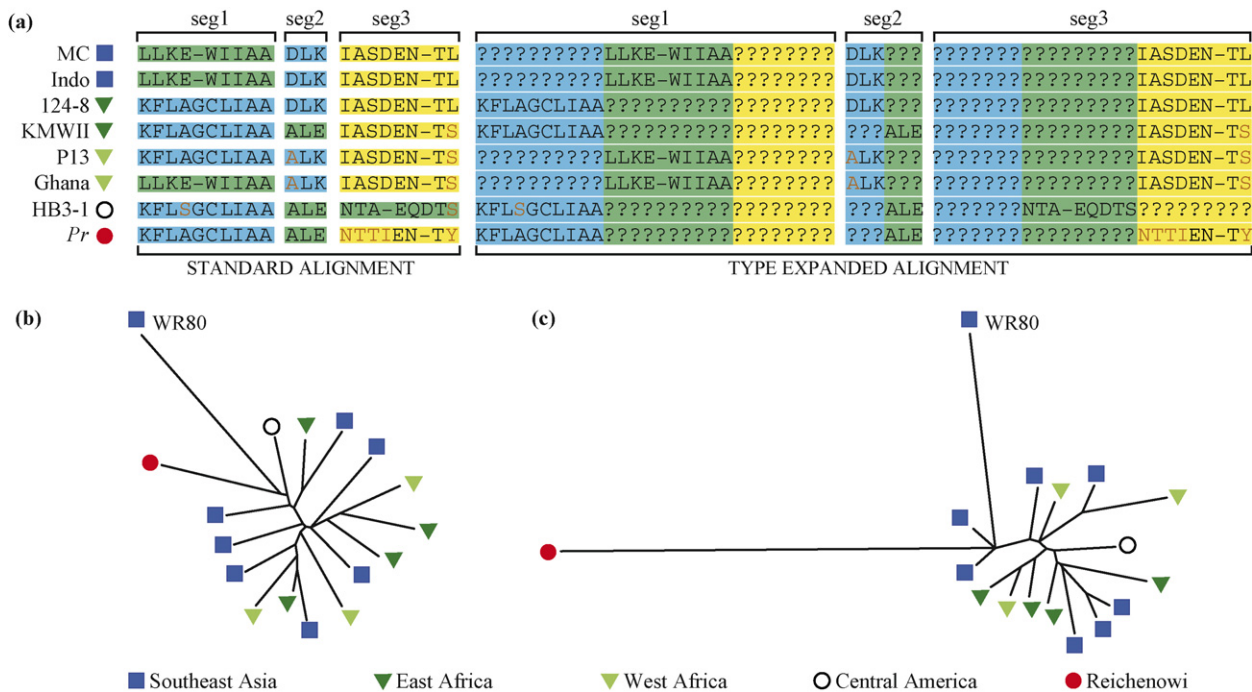 (a) seg1 seg2 seg3 seg1 seg2 seg3
MC LLKE-WIIAA DLK IASDEN-TL ??????????LLKE-WIIAA???????? DLK??? ????????????????IASDEN-TL
Indo LLKE-WIIAA DLK IASDEN-TL ??????????LLKE-WIIAA???????? DLK??? ????????????????IASDEN-TL
124-8 KFLAGCLIAA DLK IASDEN-TL KFLAGCLIAA?????????????????? DLK??? ????????????????IASDEN-TL
KMWII KFLAGCLIAA ALE IASDEN-TS KFLAGCLIAA?????????????????? ???ALE ????????????????IASDEN-TS
P13 KFLAGCLIAA ALK IASDEN-TS ??????????LLKE-WIIAA???????? ALK??? ????????????????IASDEN-TS
Ghana LLKE-WIIAA ALK IASDEN-TS ??????????LLKE-WIIAA???????? ALK??? ????????????????IASDEN-TS
HB3-1 KFLSGCLIAA ALE NTA-EQDTS KFLSGCLIAA?????????????????? ???ALE ???????NTA-EQDTS?????????
Pr KFLAGCLIAA ALE NTTIEN-TY KFLAGCLIAA?????????????????? ???ALE ????????????????NTTIEN-TY
STANDARD ALIGNMENT TYPE EXPANDED ALIGNMENT
(b) WR80 (c) WR80
Southeast Asia East Africa West Africa Central America Reichenowi